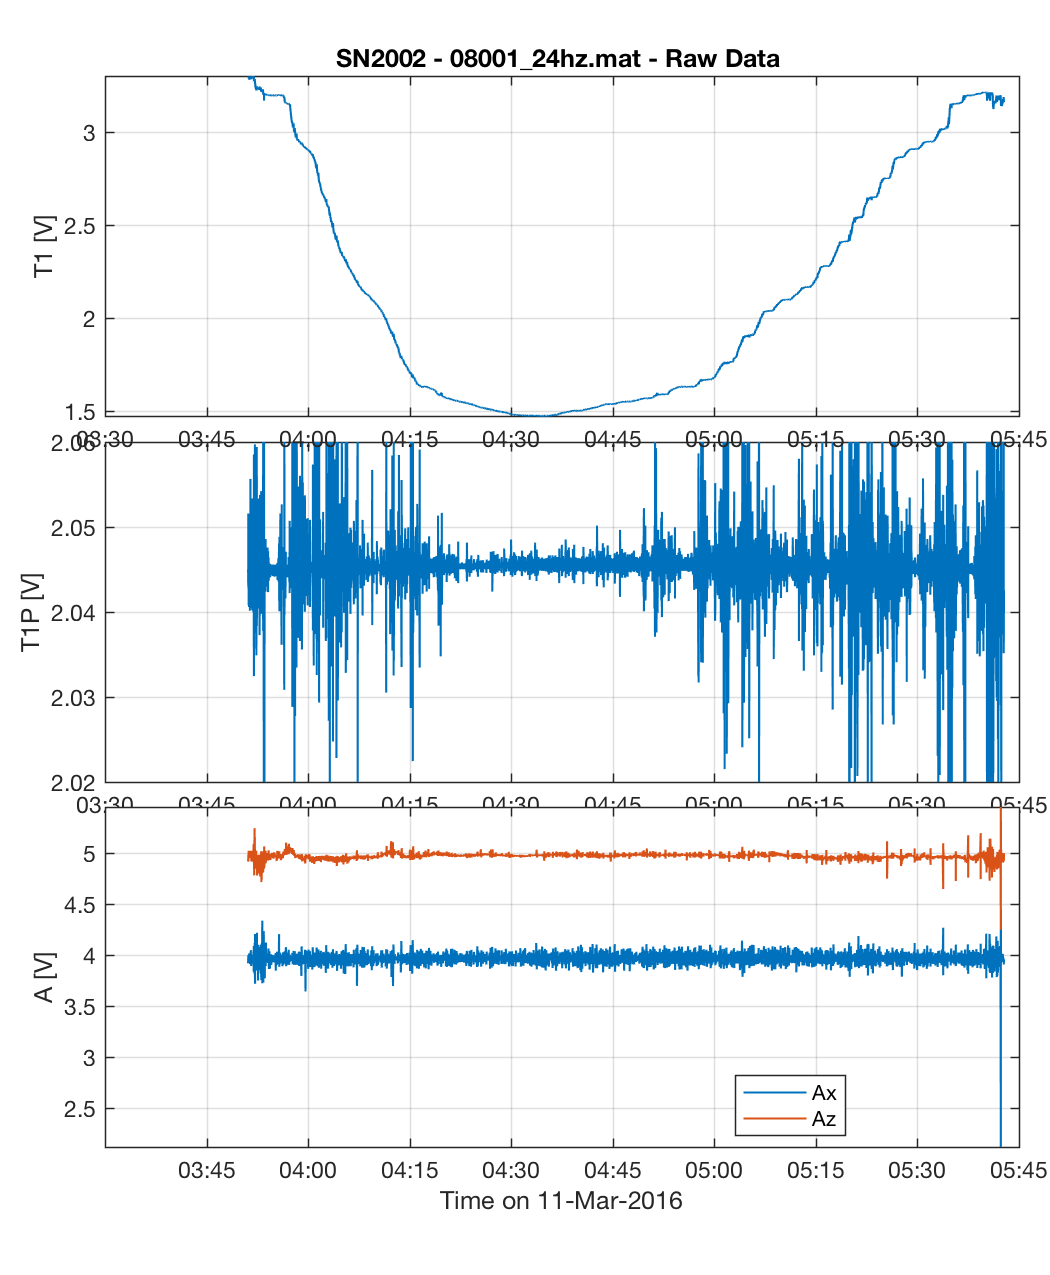 SN2002 - 08001_24hz.mat - Raw Data
T1 [V]
3
2.5
2
1.5
03:30 03:45 04:00 04:15 04:30 04:45 05:00 05:15 05:30 05:45
T1P [V]
2.06
2.05
2.04
2.03
2.02
03:30 03:45 04:00 04:15 04:30 04:45 05:00 05:15 05:30 05:45
A [V]
5
4.5
4
3.5
3
2.5
Ax
Az
03:45 04:00 04:15 04:30 04:45 05:00 05:15 05:30 05:45
Time on 11-Mar-2016